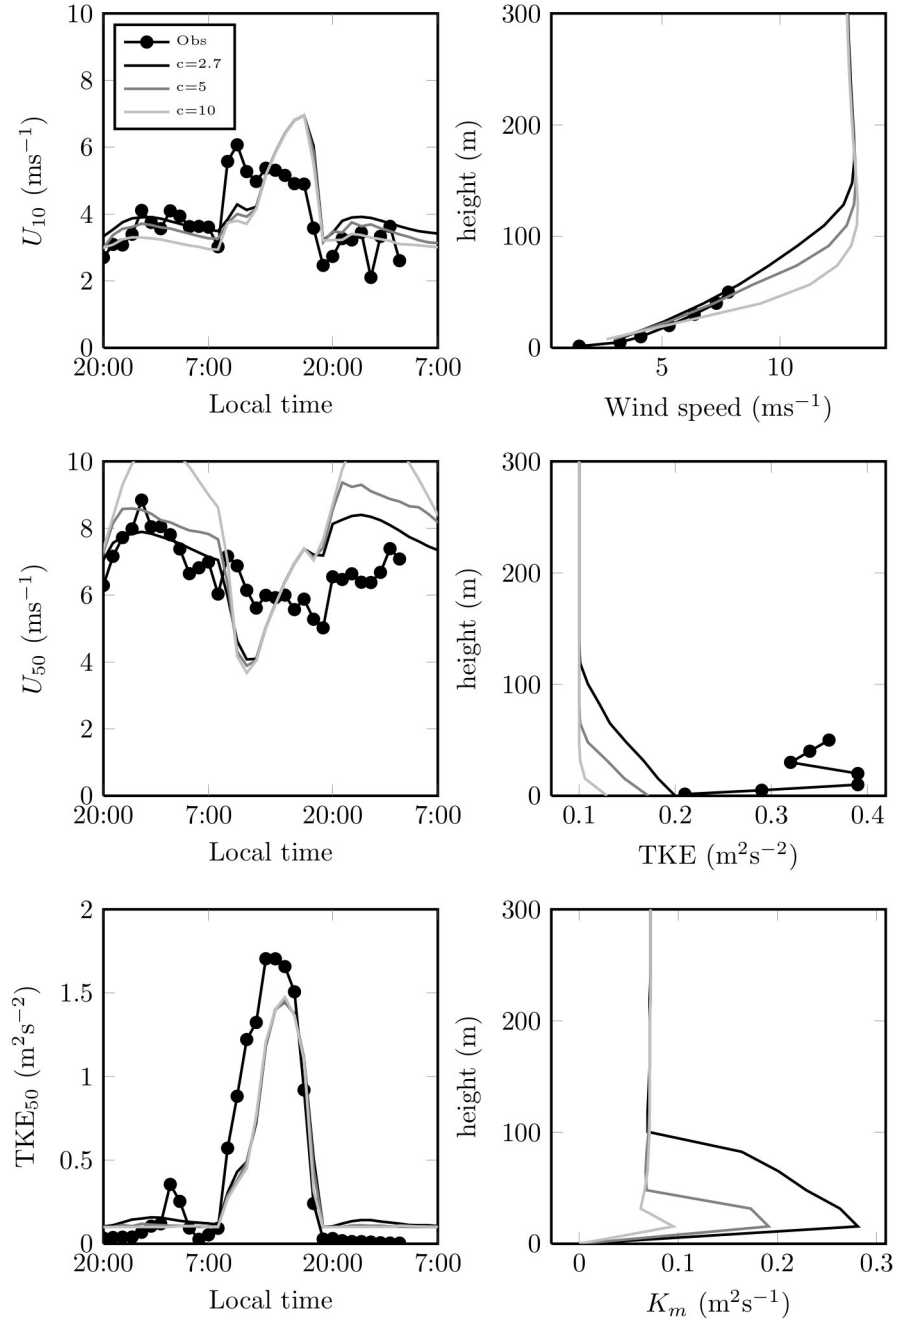 10
8
6
4
2
0
U10 (ms−1)
Obs
c=2.7
c=5
c=10
20:00 7:00 20:00 7:00
Local time
300
200
100
0
height (m)
5 10
Wind speed (ms−1)
10
8
6
4
2
0
U50 (ms−1)
20:00 7:00 20:00 7:00
Local time
300
200
100
0
height (m)
0.1 0.2 0.3 0.4
TKE (m2s−2)
2
1.5
1
0.5
0
TKE50 (m2s−2)
20:00 7:00 20:00 7:00
Local time
300
200
100
0
height (m)
0 0.1 0.2 0.3
Km (m2s−1)